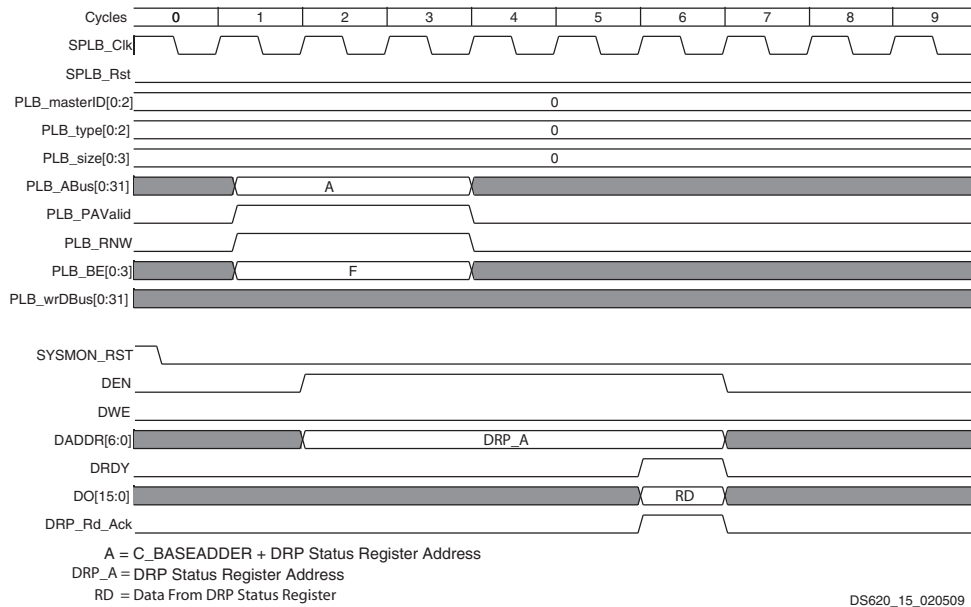 Cycles 0 1 2 3 4 5 6 7 8 9
SPLB_Clk
SPLB_Rst
PLB_masterID[0:2] 0
PLB_type[0:2] 0
PLB_size[0:3] 0
PLB_ABus[0:31] A
PLB_PAValid
PLB_RNW
PLB_BE[0:3] F
PLB_wrDBus[0:31]
SYSMON_RST
DEN
DWE
DADDR[6:0] DRP_A
DRDY
DO[15:0] RD
DRP_Rd_Ack
A = C_BASEADDER + DRP Status Register Address
DRP_A = DRP Status Register Address
RD = Data From DRP Status Register
DS620_15_020509